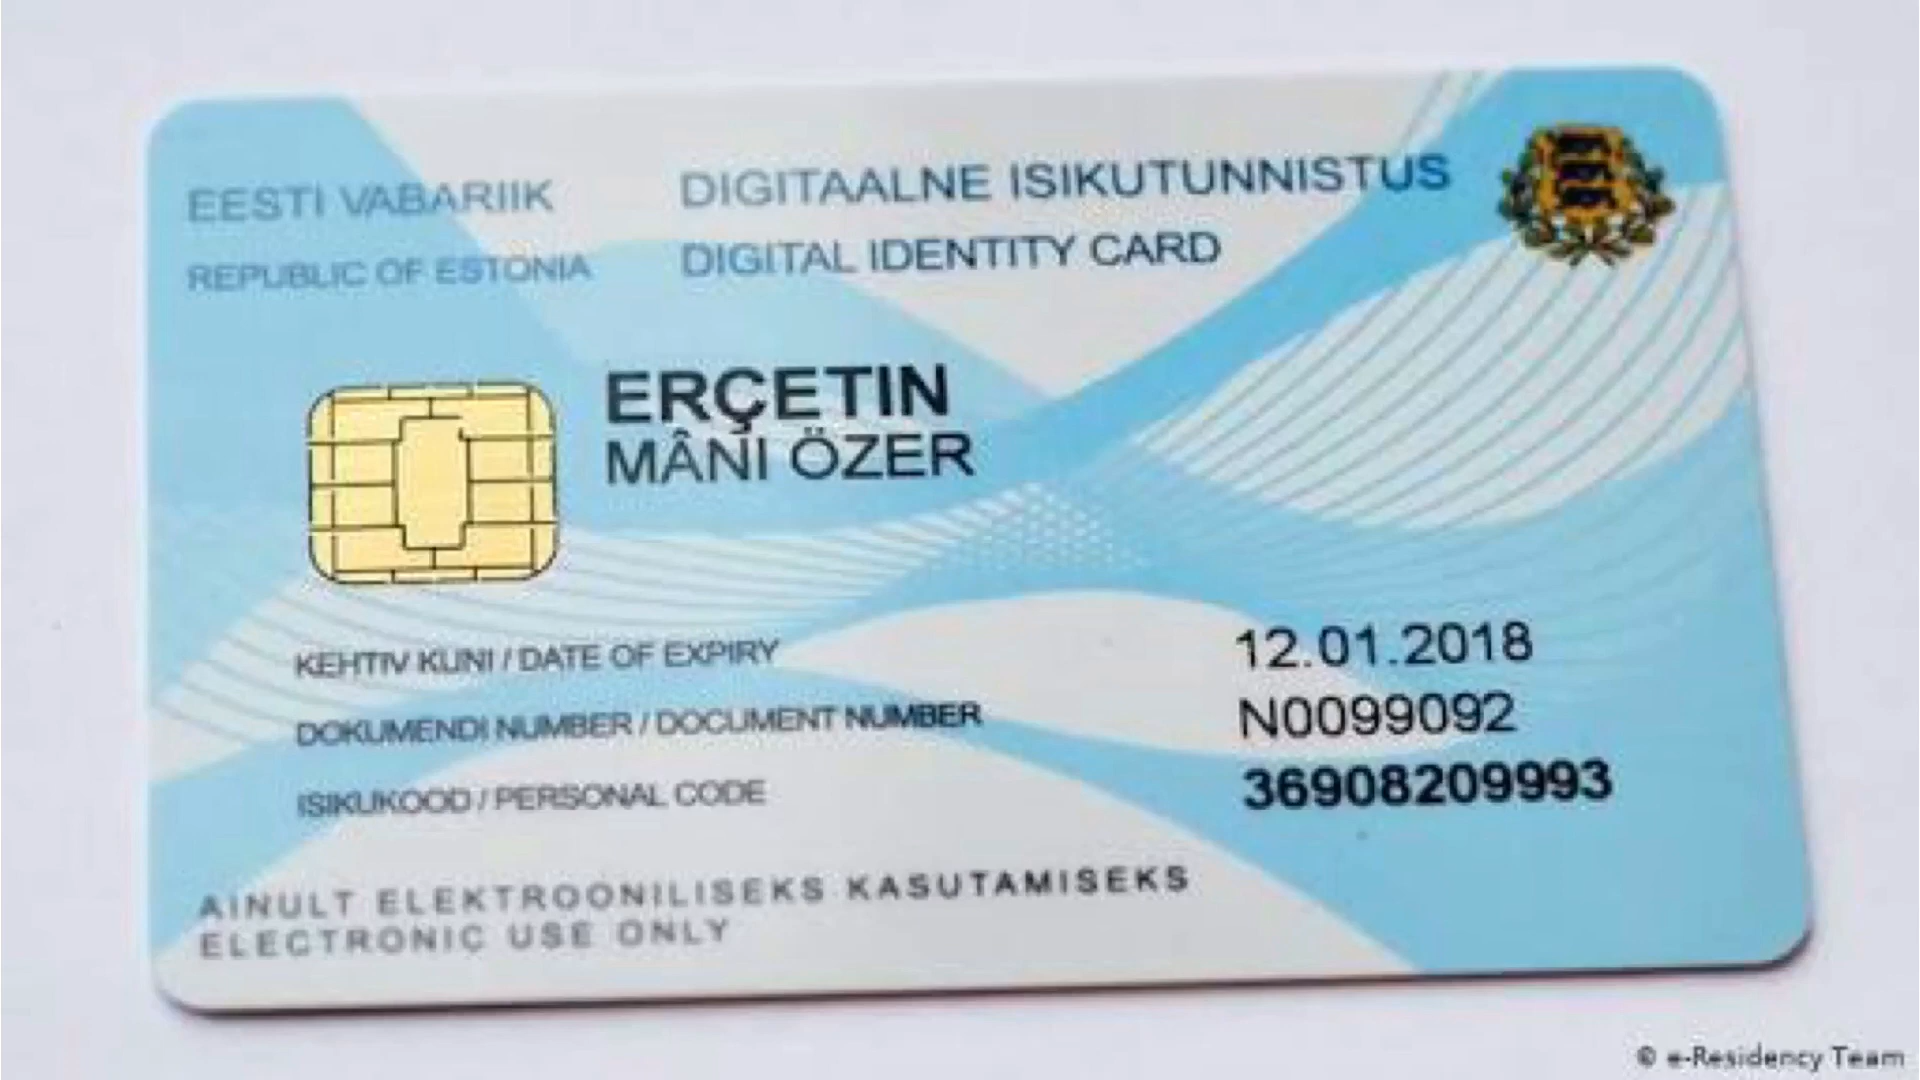 EESTI VABARIIK
REPUBLIC OF ESTONIA
DIGITAALNE ISIKUTUNNISTUS
DIGITAL IDENTITY CARD
ERÇETIN
MÂNI ÖZER
KEHTIV KUNI / DATE OF EXPIRY 12.01.2018
DOKUMENDI NUMBER / DOCUMENT NUMBER N0099092
ISIKUKOOD / PERSONAL CODE 36908209993
AINULT ELEKTROONILISEKS KASUTAMISEKS
ELECTRONIC USE ONLY
© e-Residency Team